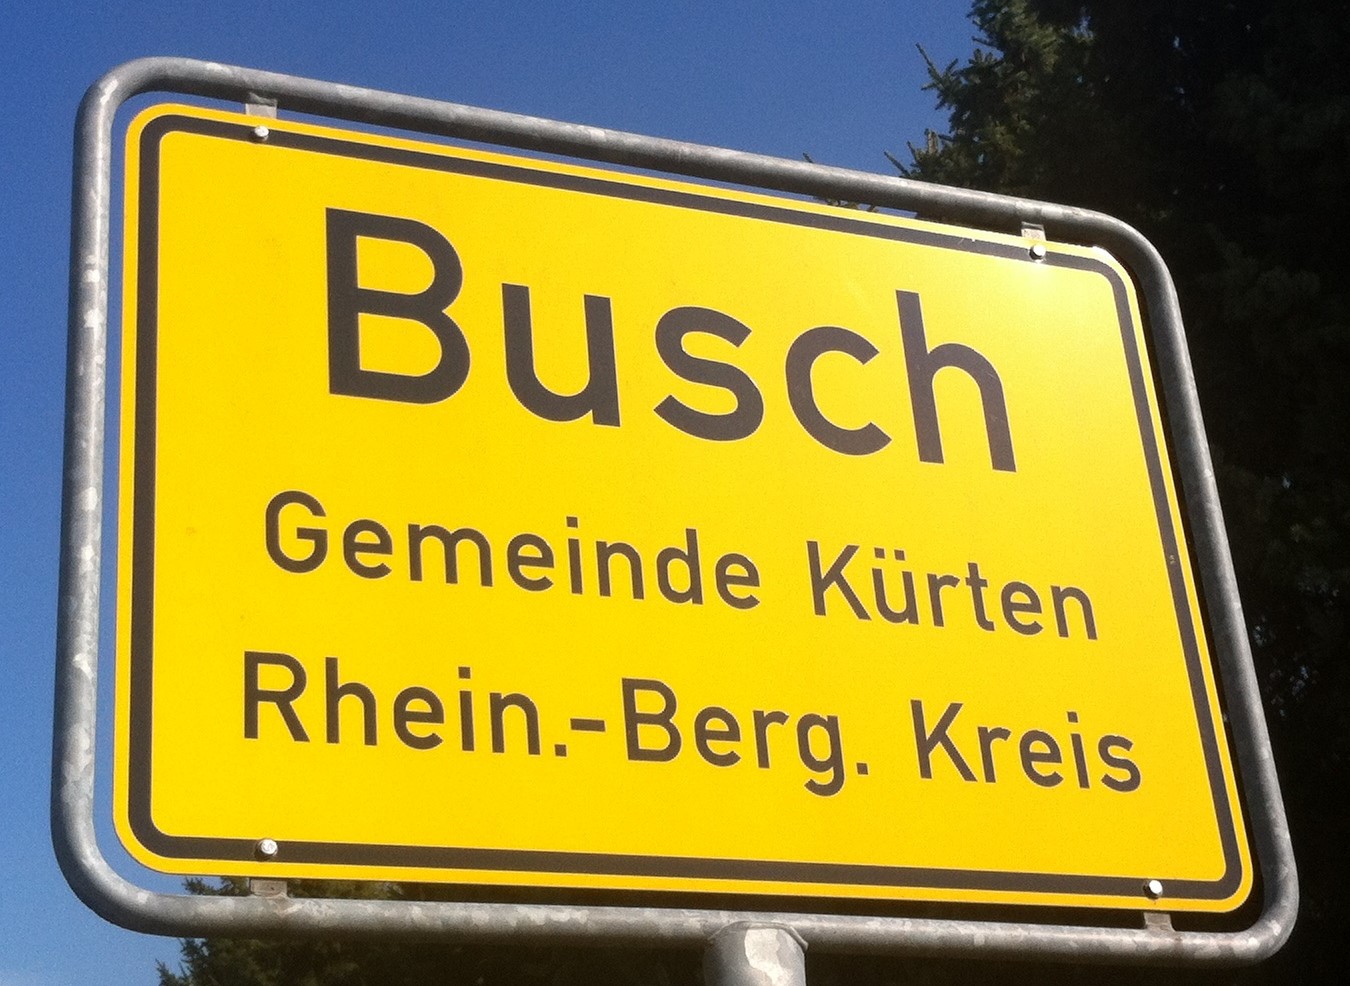 Busch
Gemeinde Kürten
Rhein.-Berg. Kreis